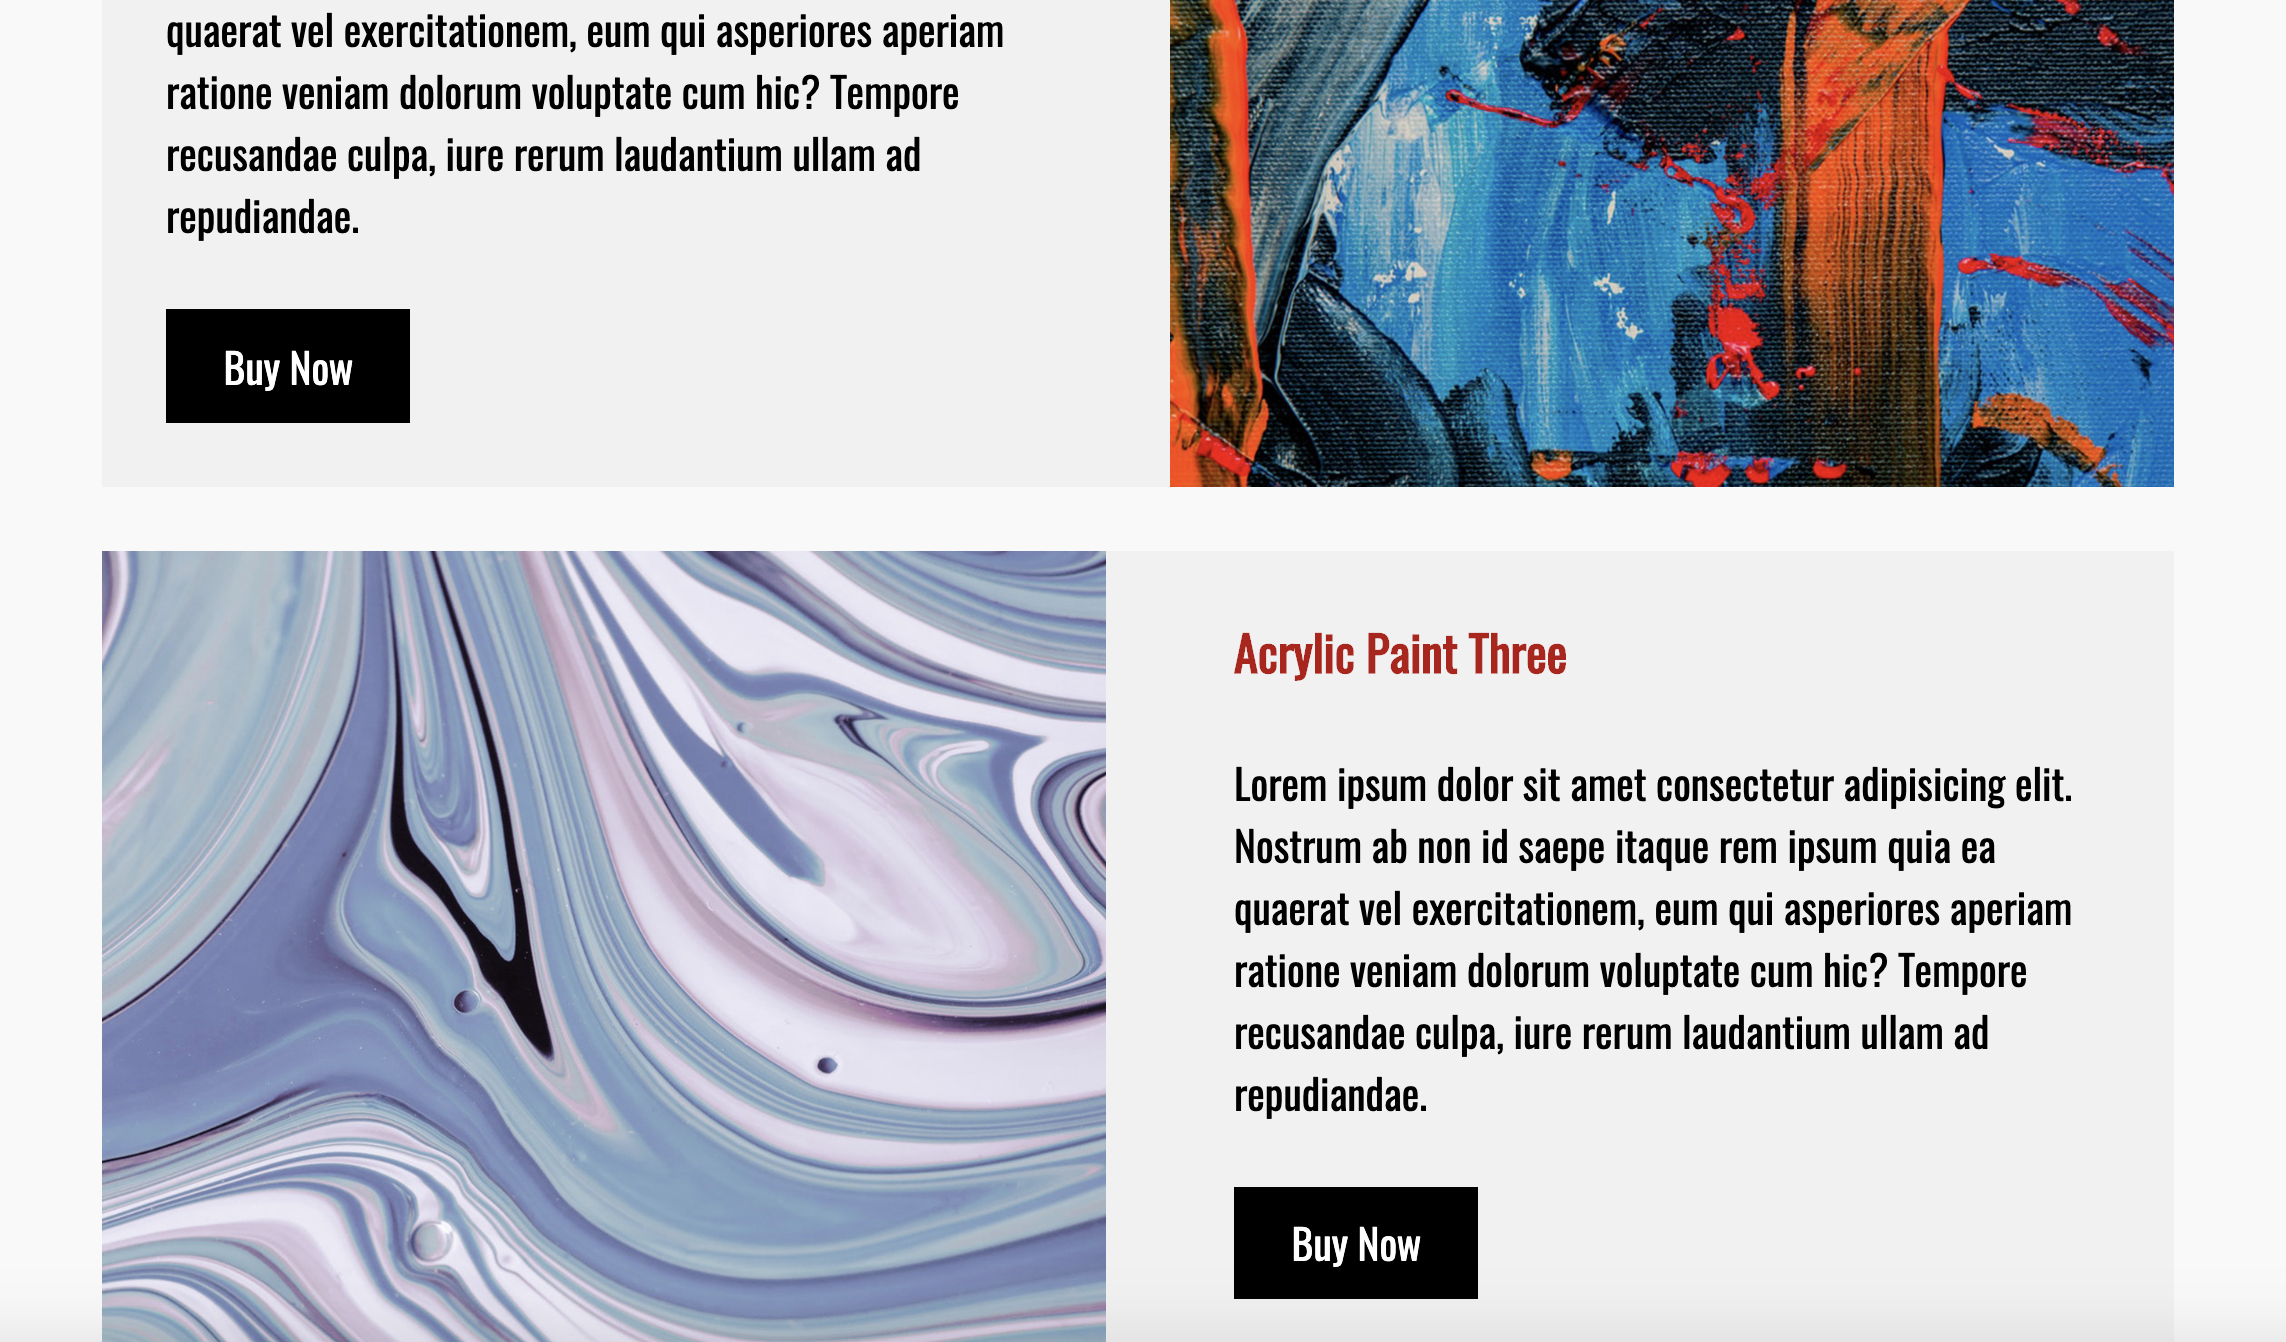 quaerat vel exercitationem, eum qui asperiores aperiam
ratione veniam dolorum voluptate cum hic? Tempore
recusandae culpa, iure rerum laudantium ullam ad
repudiandae.
Buy Now
Acrylic Paint Three
Lorem ipsum dolor sit amet consectetur adipisicing elit.
Nostrum ab non id saepe itaque rem ipsum quia ea
quaerat vel exercitationem, eum qui asperiores aperiam
ratione veniam dolorum voluptate cum hic? Tempore
recusandae culpa, iure rerum laudantium ullam ad
repudiandae.
Buy Now